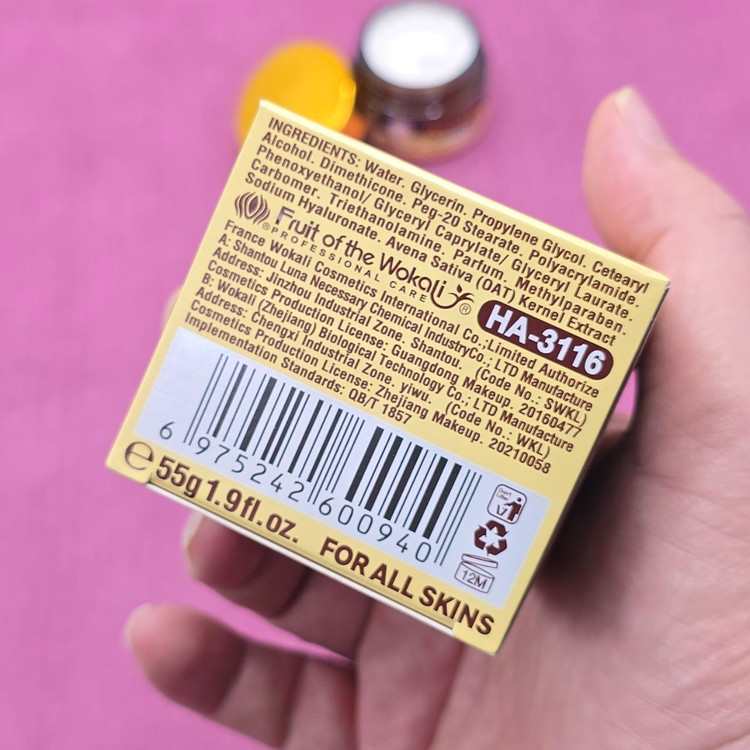 INGREDIENTS: Water. Glycerin. Propylene Glycol. Cetearyl
Alcohol. Dimethicone. Peg-20 Stearate. Polyacrylamide.
Phenoxyethanol/ Glyceryl Caprylate/ Glyceryl Laurate.
Carbomer. Triethanolamine. Parfum. Methylparaben.
Sodium Hyaluronate. Avena Sativa (OAT) Kernel Extract
Fruit of the Wokali ®
®PROFESSIONAL CARE
HA-3116
France Wokali Cosmetics International Co.;Limited Authorize
A: Shantou Luna Necessary Chemical IndustryCo.; LTD Manufacture
Address: Jinzhou Industrial Zone. Shantou. (Code No.: SWKL)
Cosmetics Production License: Guangdong Makeup. 20160477
B: Wokali (Zhejiang) Biological Technology Co.; LTD Manufacture
Address: Chengxi Industrial Zone. yiwu. (Code No.: WKL)
Cosmetics Production License: Zhejiang Makeup. 20210058
Implementation Standards: QB/T 1857
6 975242 600940
12M
e 55g 1.9fl.oz. FOR ALL SKINS